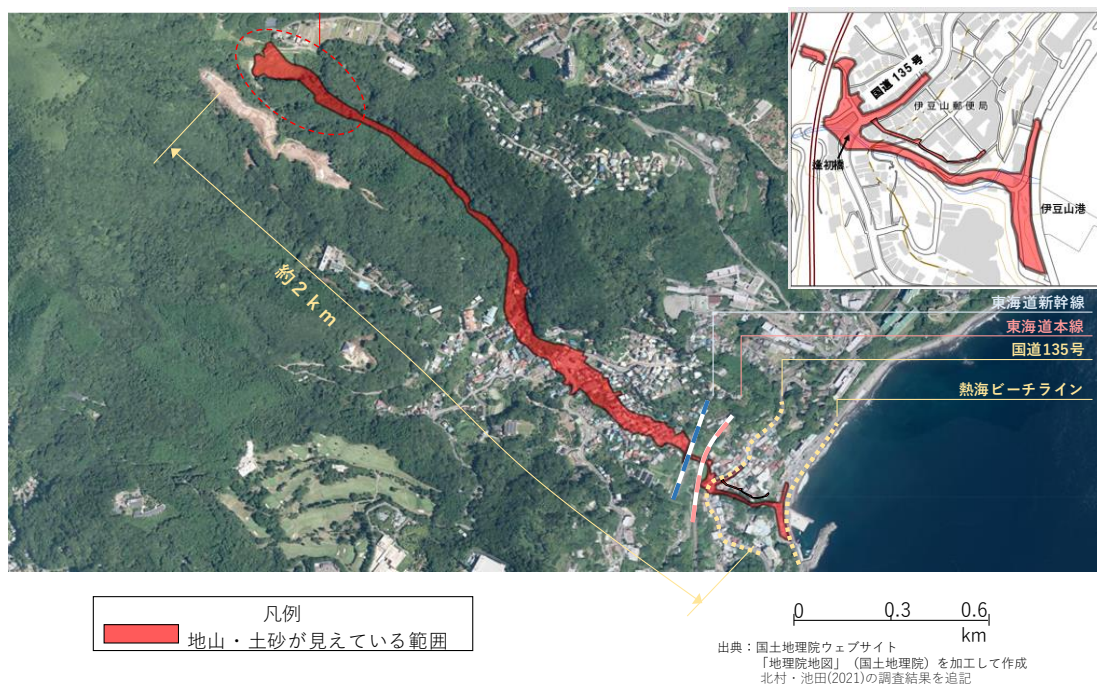 国道135号
伊豆山郵便局
逢初橋
伊豆山港
約2km
東海道新幹線
東海道本線
国道135号
熱海ビーチライン
凡例
地山・土砂が見えている範囲
0 0.3 0.6
km
出典：国土地理院ウェブサイト
「地理院地図」（国土地理院）を加工して作成
北村・池田(2021)の調査結果を追記